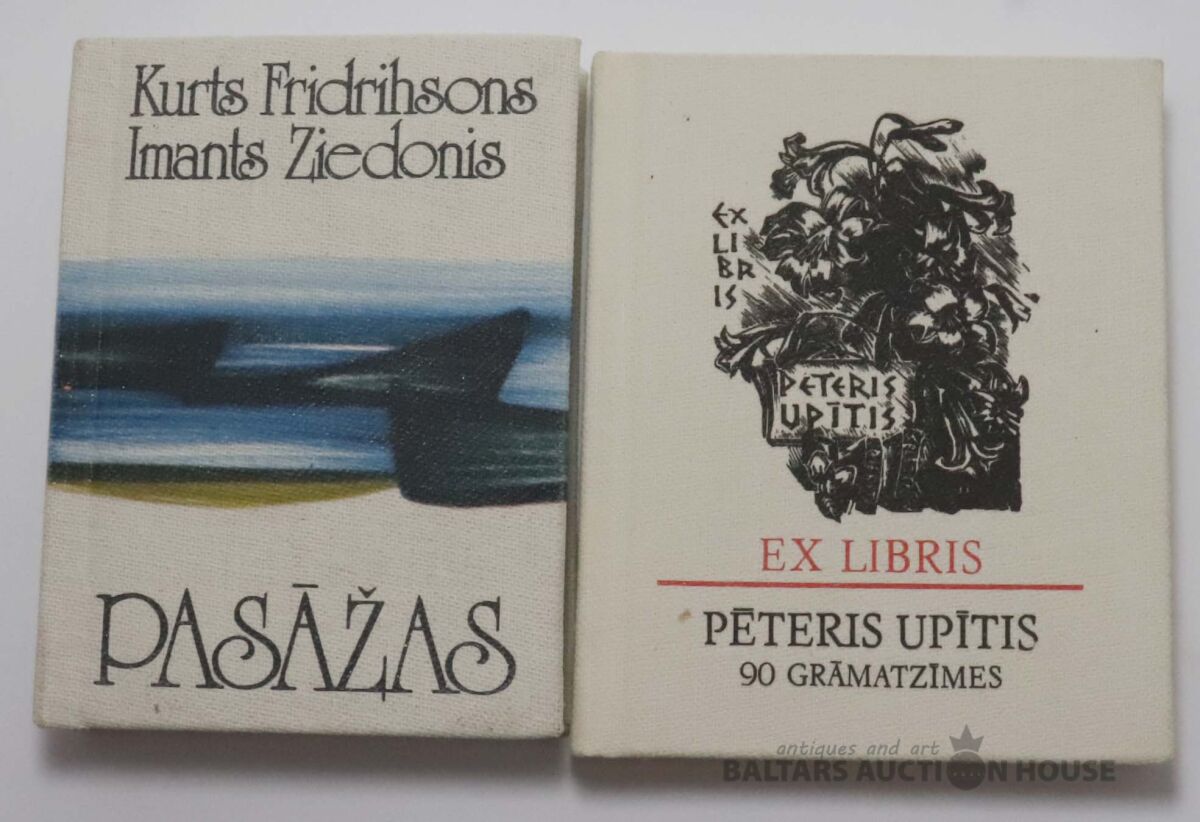 Kurts Fridrihsons
Imants Ziedonis
PASĀŽAS
EX
LI
BR
IS
PĒTERIS
UPĪTIS
EX LIBRIS
PĒTERIS UPĪTIS
90 GRĀMATZĪMES
antiques and art
BALTARS AUCTION HOUSE